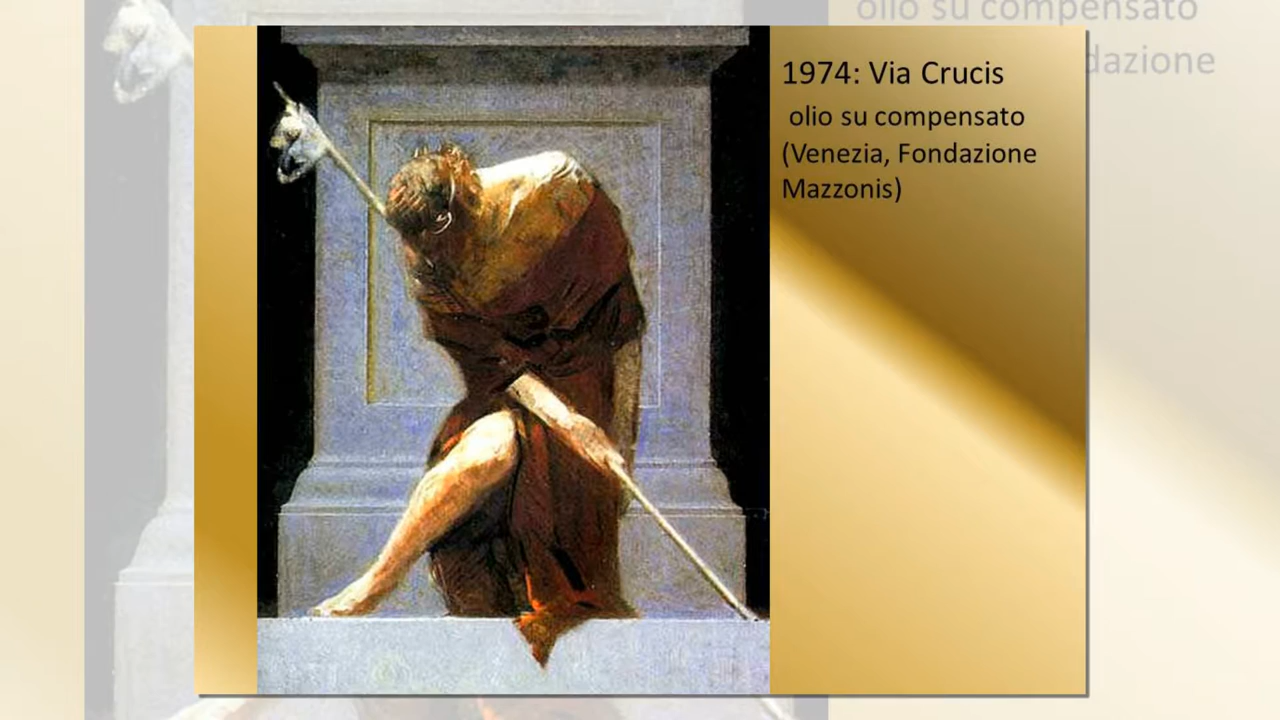 olio su compensato
dazione
1974: Via Crucis
olio su compensato
(Venezia, Fondazione
Mazzonis)